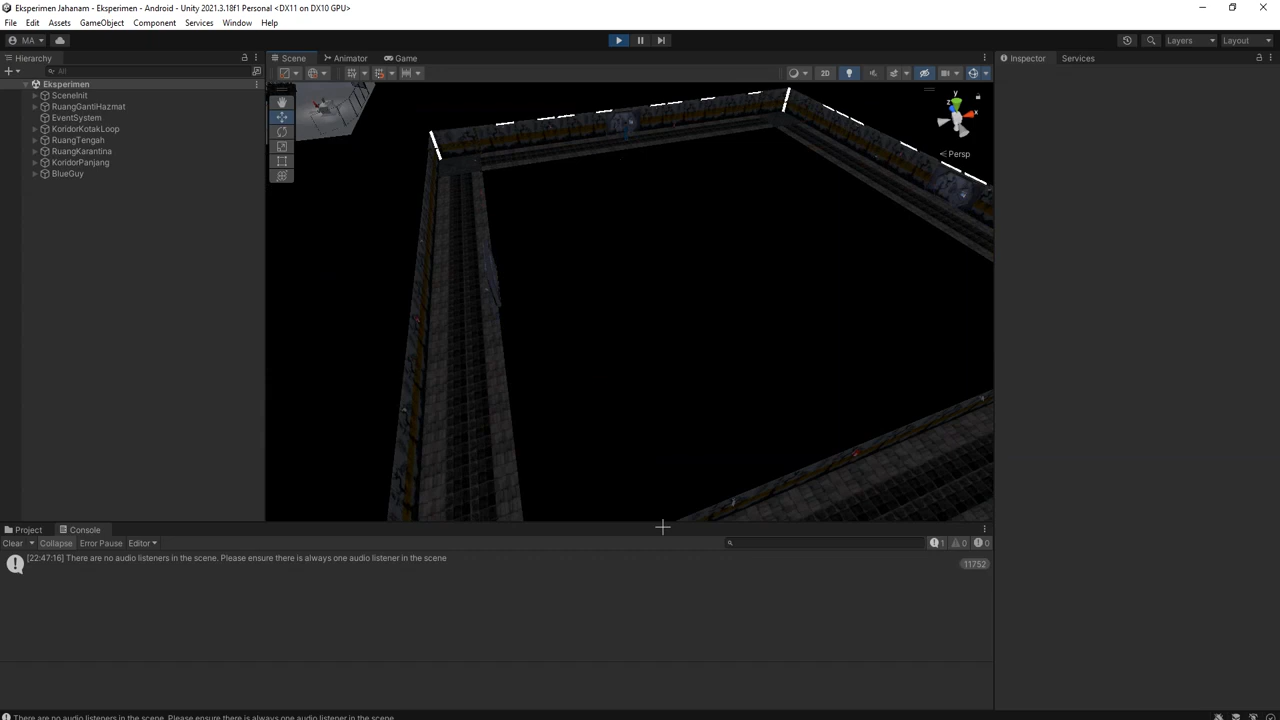 Eksperimen Jahanam - Eksperimen - Android - Unity 2021.3.18f1 Personal <DX11 on DX10 GPU>
File Edit Assets GameObject Component Services Window Help
MA Layers Layout
Hierarchy
All
Eksperimen
SceneInit
RuangGantiHazmat
EventSystem
KoridorKotakLoop
RuangTengah
RuangKarantina
KoridorPanjang
BlueGuy
Scene Animator Game
2D
y
x
z
Persp
Inspector Services
Project Console
Clear Collapse Error Pause Editor 1 0 0
[22:47:16] There are no audio listeners in the scene. Please ensure there is always one audio listener in the scene
11752
There are no audio listeners in the scene. Please ensure there is always one audio listener in the scene